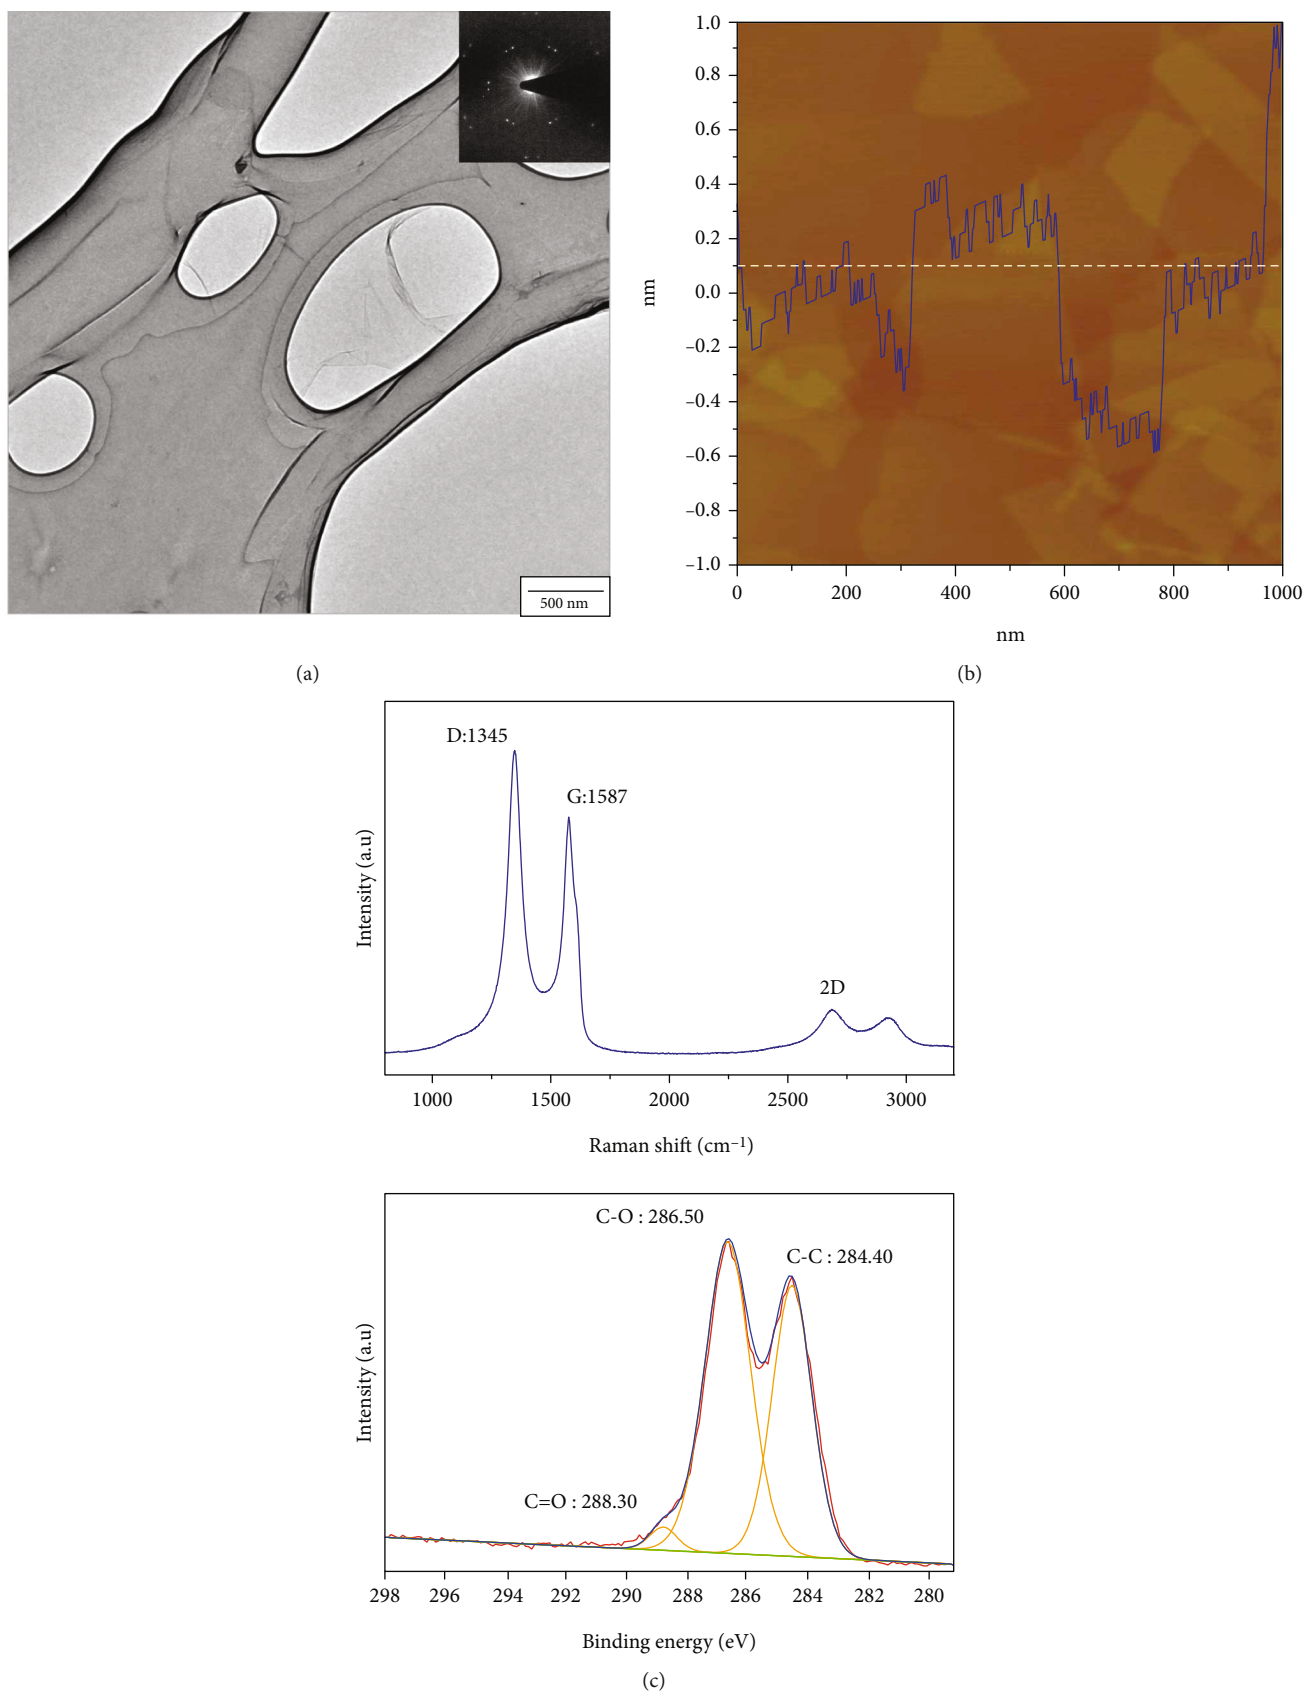 500 nm
(a)
1.0
0.8
0.6
0.4
0.2
0.0
–0.2
–0.4
–0.6
–0.8
–1.0
nm
0 200 400 600 800 1000
nm
(b)
D:1345
G:1587
2D
Intensity (a.u)
1000 1500 2000 2500 3000
Raman shift (cm⁻¹)
C-O : 286.50
C-C : 284.40
C=O : 288.30
Intensity (a.u)
298 296 294 292 290 288 286 284 282 280
Binding energy (eV)
(c)